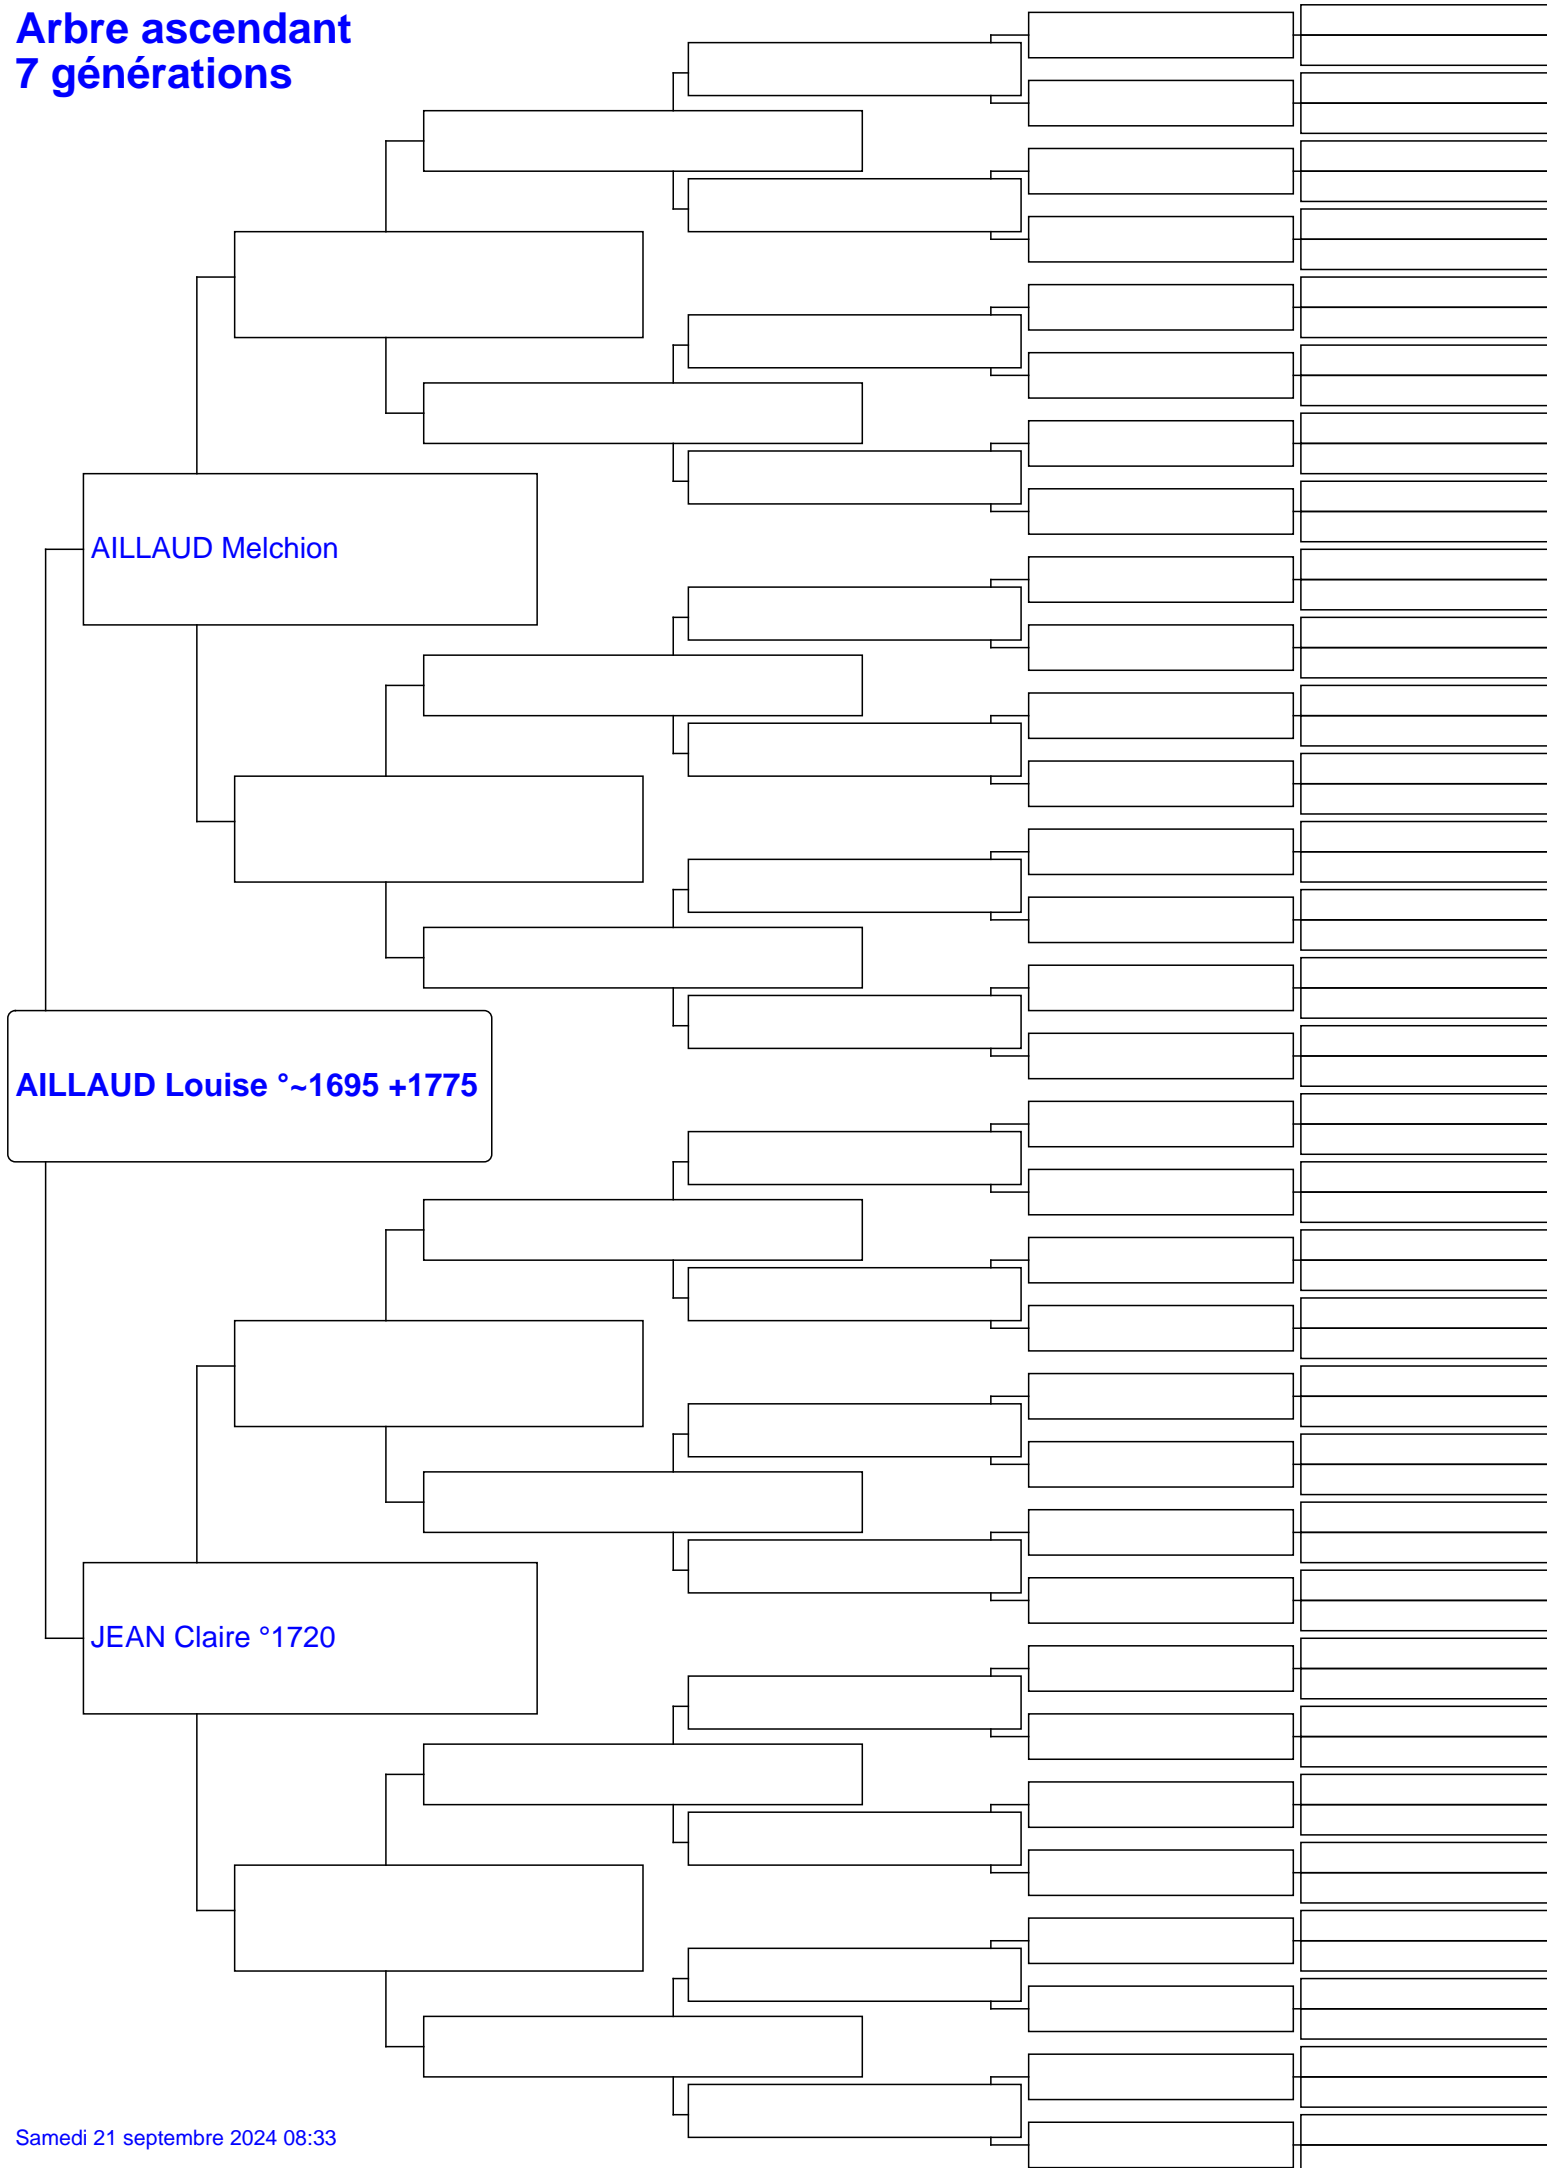 Arbre ascendant
7 générations
AILLAUD Melchion
AILLAUD Louise °~1695 +1775
JEAN Claire °1720
Samedi 21 septembre 2024 08:33